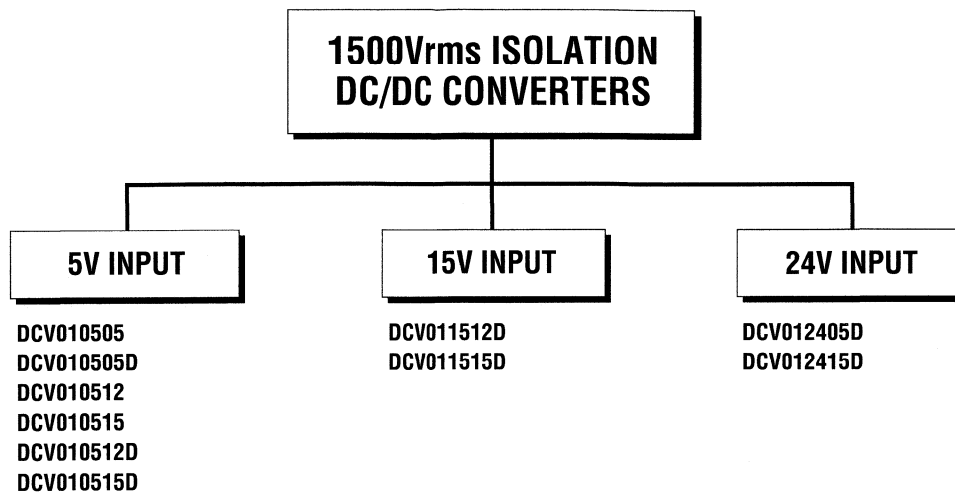 1500Vrms ISOLATION
DC/DC CONVERTERS
5V INPUT
DCV010505
DCV010505D
DCV010512
DCV010515
DCV010512D
DCV010515D
15V INPUT
DCV011512D
DCV011515D
24V INPUT
DCV012405D
DCV012415D